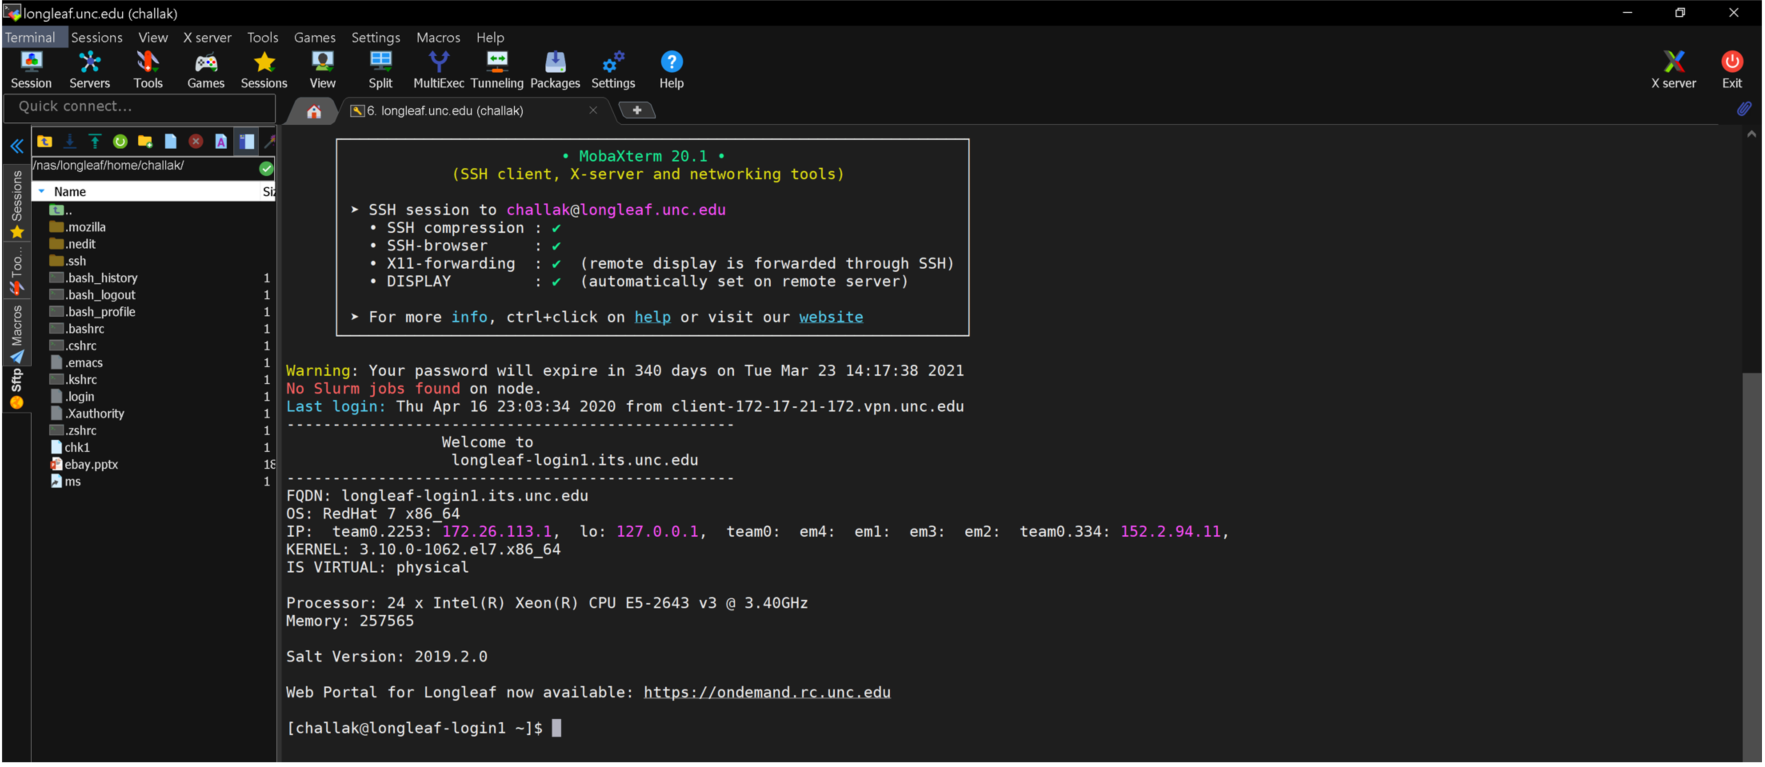 longleaf.unc.edu (challak)
Terminal Sessions View X server Tools Games Settings Macros Help
Session Servers Tools Games Sessions View Split MultiExec Tunneling Packages Settings Help X server Exit
Quick connect...
6. longleaf.unc.edu (challak)
/nas/longleaf/home/challak/
Name Siz
..
.mozilla
.nedit
.ssh
.bash_history 1
.bash_logout 1
.bash_profile 1
.bashrc 1
.cshrc 1
.emacs 1
.kshrc 1
.login 1
.Xauthority 1
.zshrc 1
chk1 1
ebay.pptx 18
ms 1
Sessions
Too...
Macros
Sftp
• MobaXterm 20.1 •
(SSH client, X-server and networking tools)
➤ SSH session to challak@longleaf.unc.edu
• SSH compression : ✔
• SSH-browser : ✔
• X11-forwarding : ✔ (remote display is forwarded through SSH)
• DISPLAY : ✔ (automatically set on remote server)
➤ For more info, ctrl+click on help or visit our website
Warning: Your password will expire in 340 days on Tue Mar 23 14:17:38 2021
No Slurm jobs found on node.
Last login: Thu Apr 16 23:03:34 2020 from client-172-17-21-172.vpn.unc.edu
-------------------------------------------------
Welcome to
longleaf-login1.its.unc.edu
-------------------------------------------------
FQDN: longleaf-login1.its.unc.edu
OS: RedHat 7 x86_64
IP: team0.2253: 172.26.113.1, lo: 127.0.0.1, team0: em4: em1: em3: em2: team0.334: 152.2.94.11,
KERNEL: 3.10.0-1062.el7.x86_64
IS VIRTUAL: physical
Processor: 24 x Intel(R) Xeon(R) CPU E5-2643 v3 @ 3.40GHz
Memory: 257565
Salt Version: 2019.2.0
Web Portal for Longleaf now available: https://ondemand.rc.unc.edu
[challak@longleaf-login1 ~]$